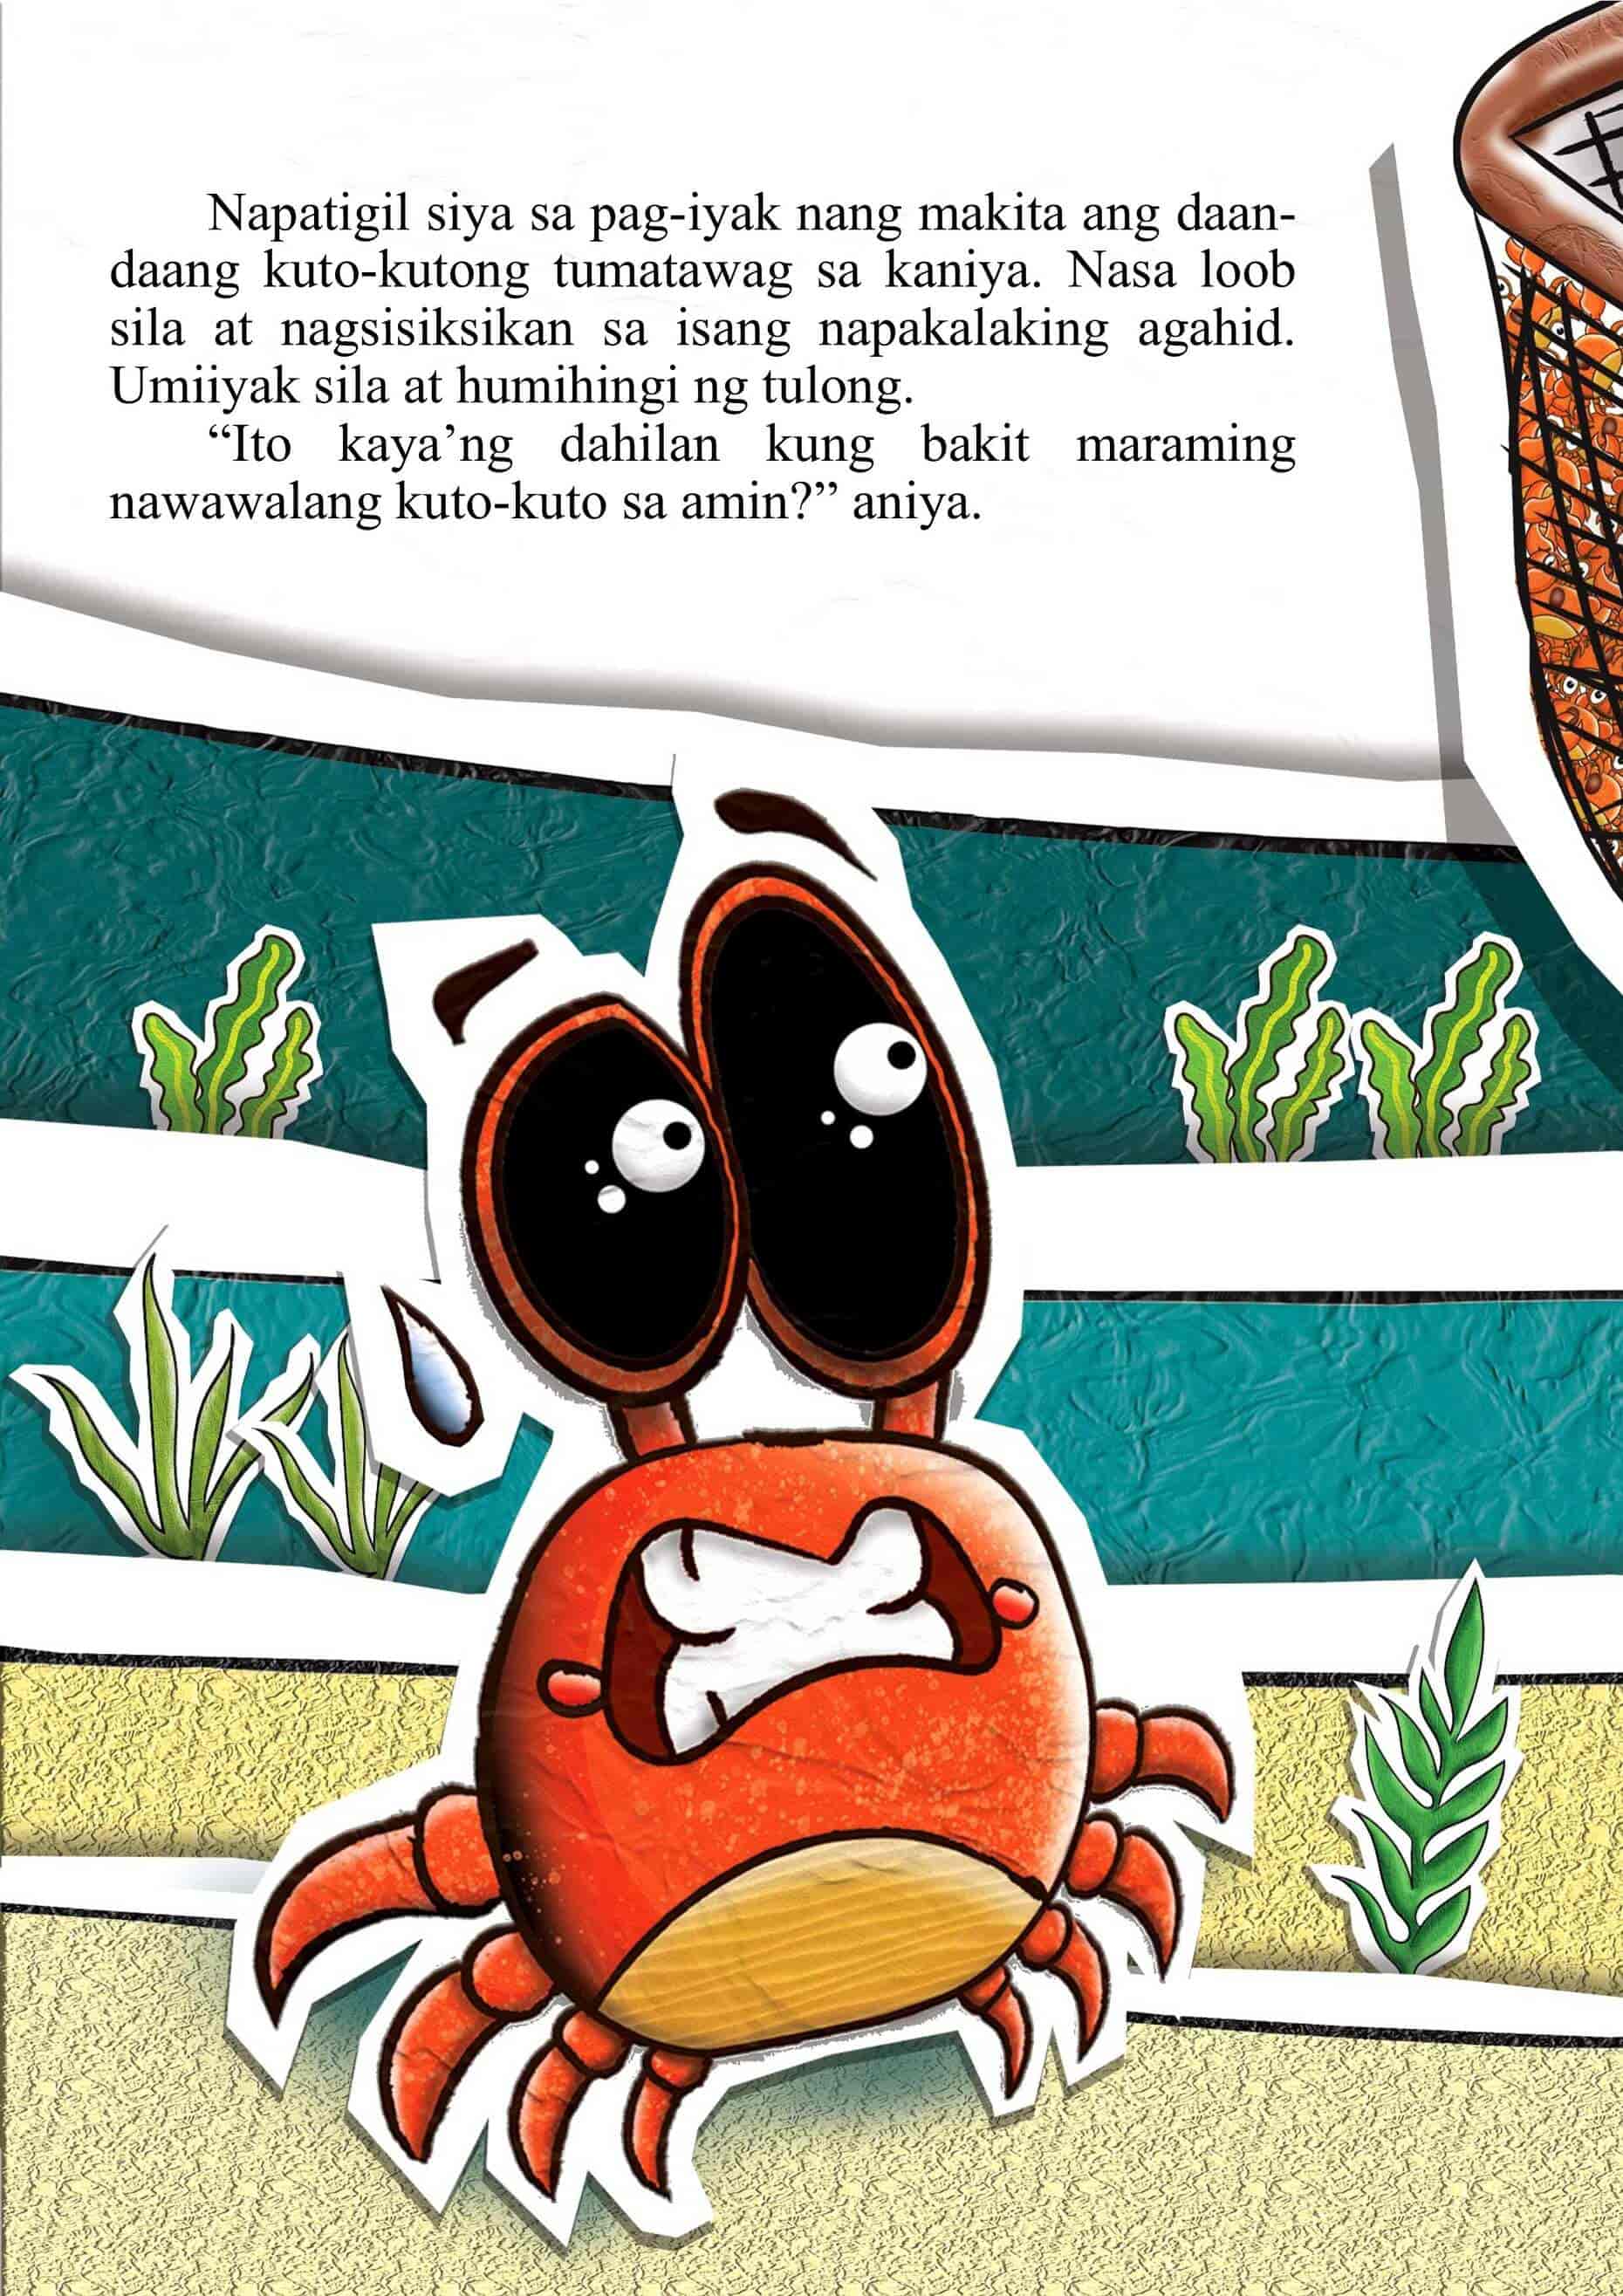 Napatigil siya sa pag-iyak nang makita ang daan-
daang kuto-kutong tumatawag sa kaniya. Nasa loob
sila at nagsisiksikan sa isang napakalaking agahid.
Umiiyak sila at humihingi ng tulong.
“Ito kaya’ng dahilan kung bakit maraming
nawawalang kuto-kuto sa amin?” aniya.